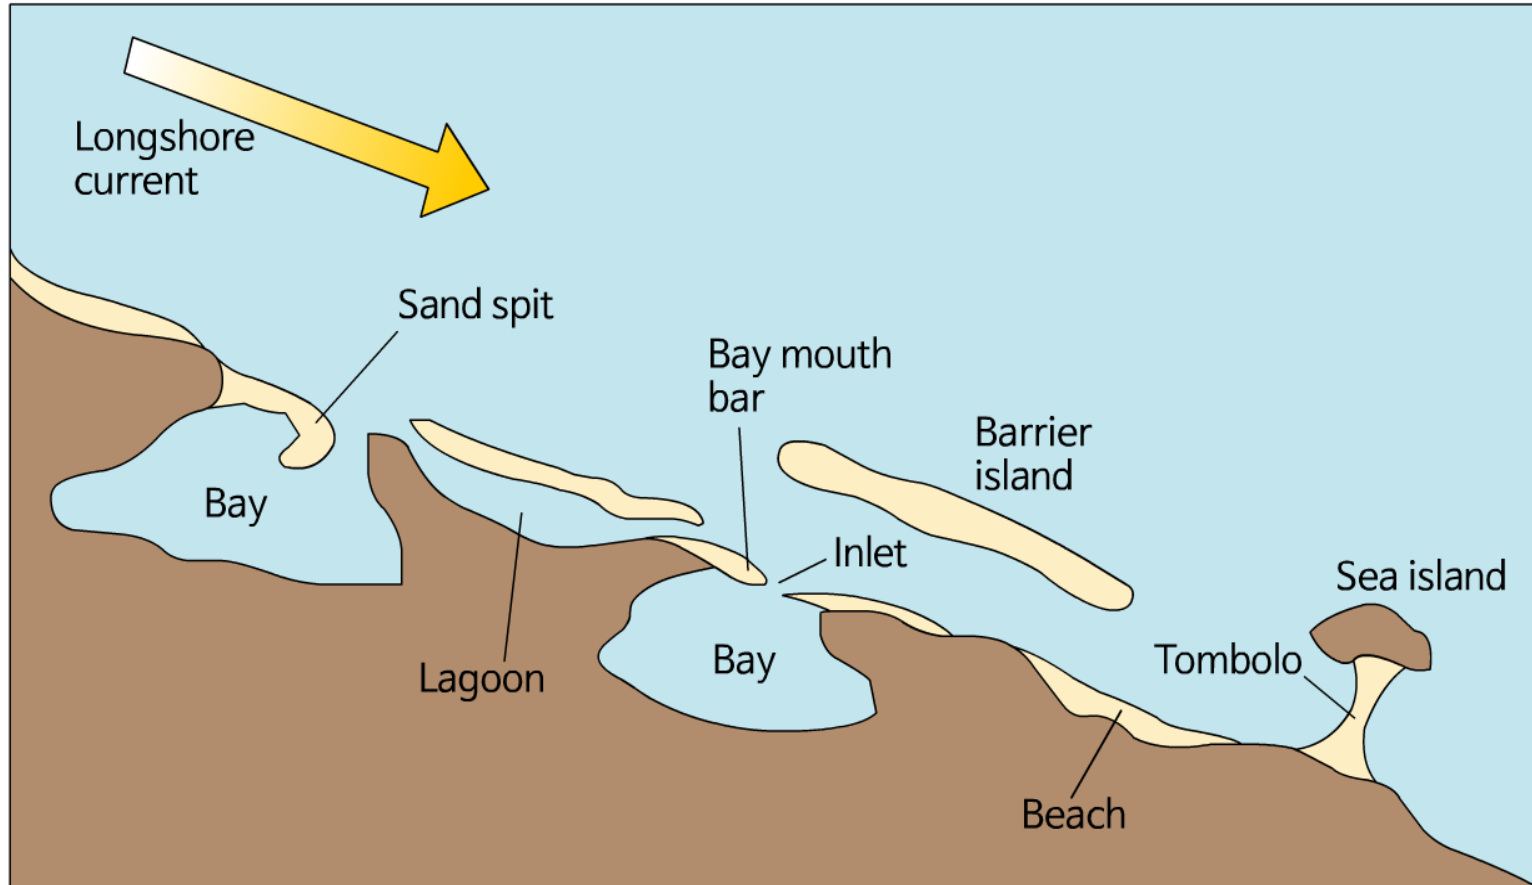 Longshore
current
Sand spit
Bay mouth
bar
Barrier
island
Bay
Inlet
Sea island
Lagoon
Bay
Tombolo
Beach